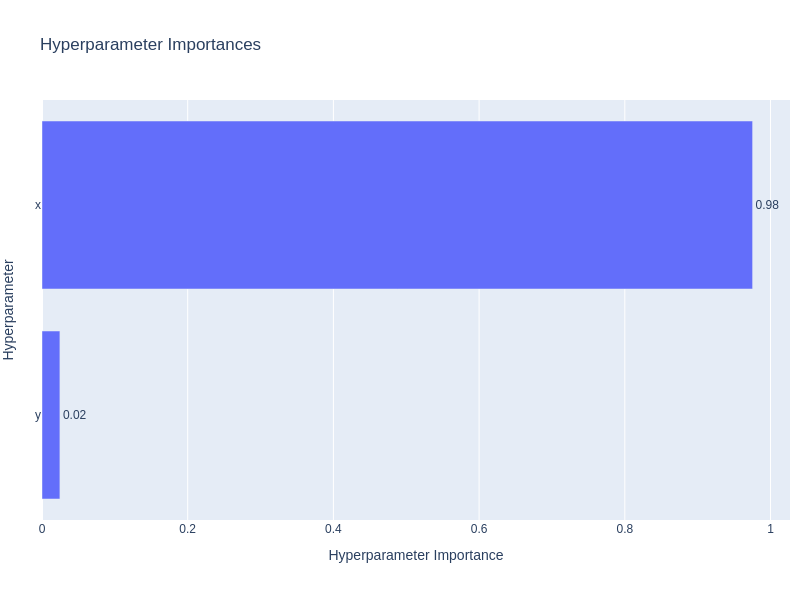 Hyperparameter Importances
Hyperparameter
x
0.98
y
0.02
0
0.2
0.4
0.6
0.8
1
Hyperparameter Importance